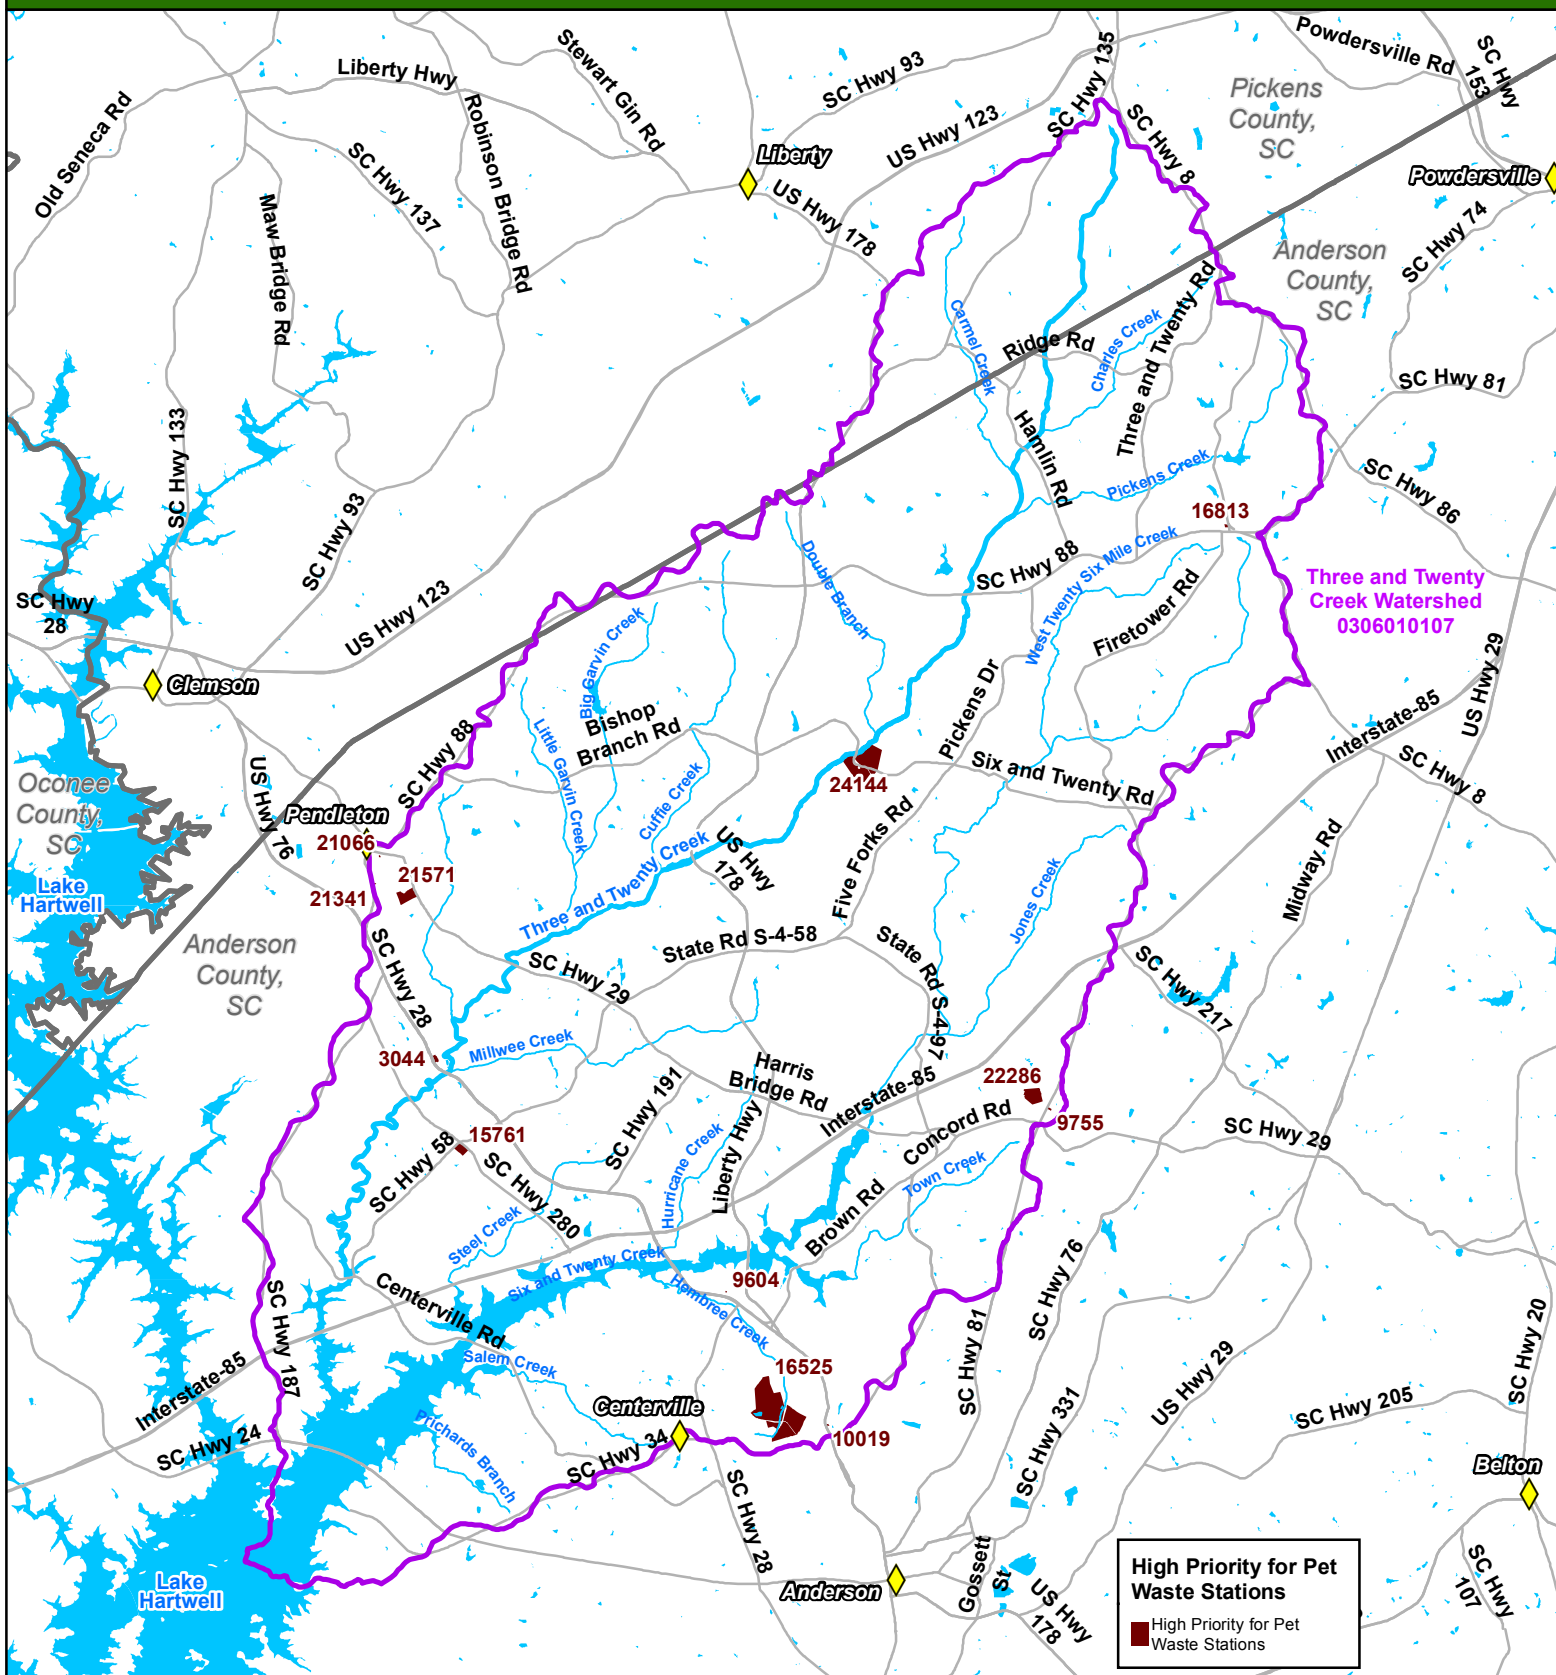 Stewart Gin Rd
SC Hwy 93
SC Hwy 135
Powdersville Rd
SC Hwy
153
Liberty Hwy
Old Seneca Rd
Robinson Bridge Rd
SC Hwy 137
Maw Bridge Rd
Liberty
US Hwy 123
US Hwy 178
SC Hwy 8
Pickens
County,
SC
Powdersville
SC Hwy 74
Anderson
County,
SC
Carmel Creek
Ridge Rd
Charles Creek
Three and Twenty Rd
SC Hwy 81
SC Hwy 133
SC Hwy 93
Hamlin Rd
Pickens Creek
16813
SC Hwy 86
SC Hwy
28
US Hwy 123
Double Branch
SC Hwy 88
West Twenty Six Mile Creek
Firetower Rd
Three and Twenty
Creek Watershed
0306010107
US Hwy 29
Clemson
Big Garvin Creek
Little Garvin Creek
Bishop
Branch Rd
Cuffie Creek
Pickens Dr
Interstate-85
SC Hwy 8
Oconee
County,
SC
US Hwy 76
SC Hwy 88
Pendleton
21066
21571
21341
24144
Six and Twenty Rd
Five Forks Rd
US Hwy
178
Three and Twenty Creek
Midway Rd
Jones Creek
Lake
Hartwell
Anderson
County,
SC
SC Hwy 28
SC Hwy 29
State Rd S-4-58
State Rd S-4-97
SC Hwy 217
3044
Millwee Creek
Harris
Bridge Rd
Interstate-85
22286
9755
Concord Rd
SC Hwy 29
15761
SC Hwy 58
SC Hwy 280
SC Hwy 191
Hurricane Creek
Liberty Hwy
Town Creek
Brown Rd
Steel Creek
Six and Twenty Creek
9604
Hembree Creek
SC Hwy 76
SC Hwy 187
Centerville Rd
Salem Creek
16525
SC Hwy 81
US Hwy 29
SC Hwy 20
Interstate-85
SC Hwy 24
Prichards Branch
Centerville
SC Hwy 34
10019
SC Hwy 331
SC Hwy 205
Belton
SC Hwy 28
Lake
Hartwell
Anderson
Gossett
St
US Hwy
178
SC Hwy
107
High Priority for Pet
Waste Stations
High Priority for Pet
Waste Stations